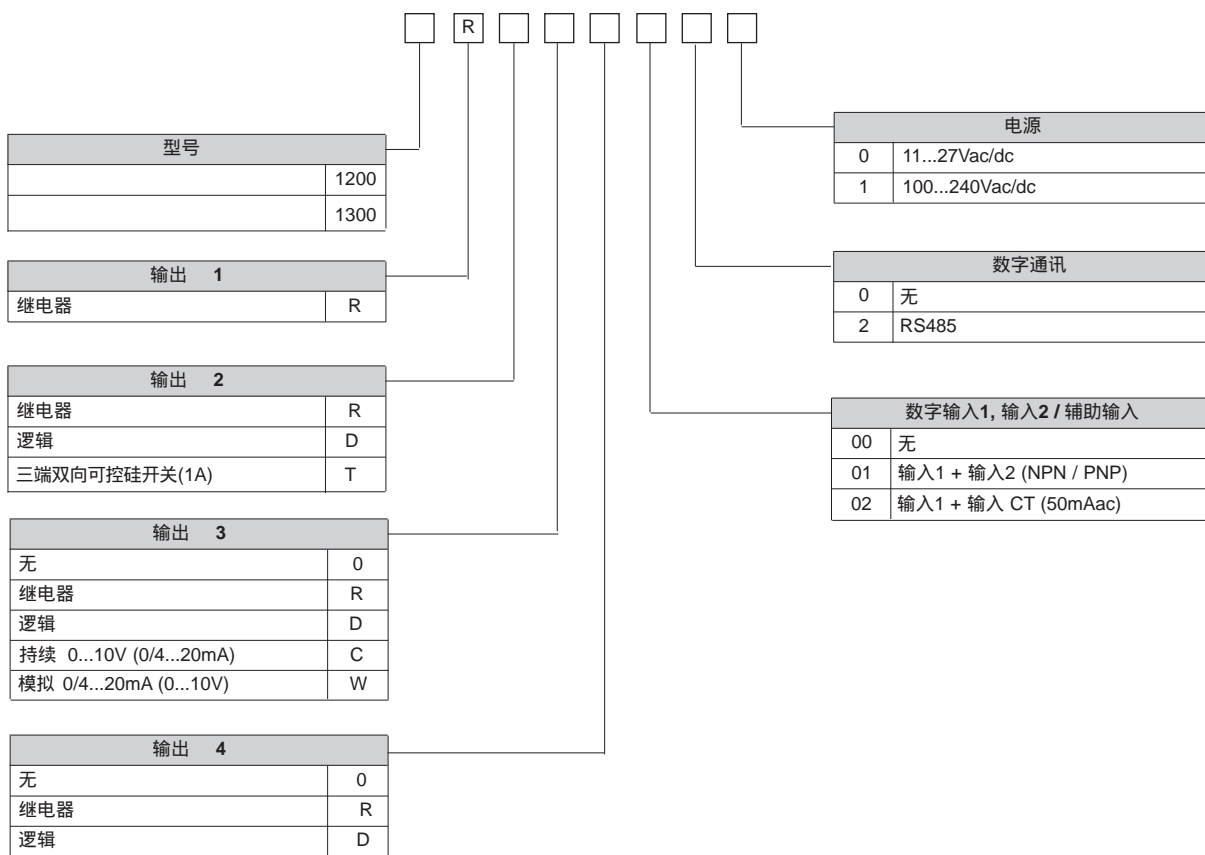 R
型号
1200
1300
输出 1
继电器 R
输出 2
继电器 R
逻辑 D
三端双向可控硅开关(1A) T
输出 3
无 0
继电器 R
逻辑 D
持续 0...10V (0/4...20mA) C
模拟 0/4...20mA (0...10V) W
输出 4
无 0
继电器 R
逻辑 D
电源
0 11...27Vac/dc
1 100...240Vac/dc
数字通讯
0 无
2 RS485
数字输入1, 输入2 / 辅助输入
00 无
01 输入1 + 输入2 (NPN / PNP)
02 输入1 + 输入 CT (50mAac)